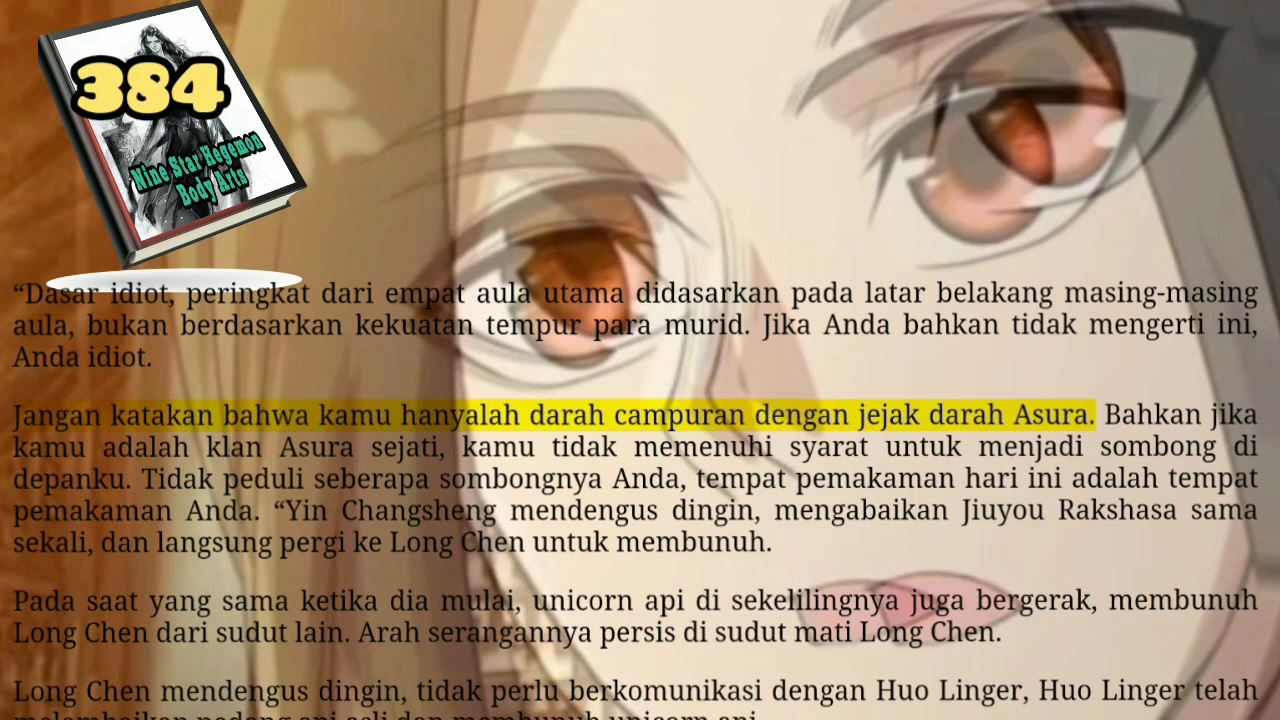 384
Nine Star Hegemon
Body Arts
“Dasar idiot, peringkat dari empat aula utama didasarkan pada latar belakang masing-masing
aula, bukan berdasarkan kekuatan tempur para murid. Jika Anda bahkan tidak mengerti ini,
Anda idiot.
Jangan katakan bahwa kamu hanyalah darah campuran dengan jejak darah Asura. Bahkan jika
kamu adalah klan Asura sejati, kamu tidak memenuhi syarat untuk menjadi sombong di
depanku. Tidak peduli seberapa sombongnya Anda, tempat pemakaman hari ini adalah tempat
pemakaman Anda. “Yin Changsheng mendengus dingin, mengabaikan Jiuyou Rakshasa sama
sekali, dan langsung pergi ke Long Chen untuk membunuh.
Pada saat yang sama ketika dia mulai, unicorn api di sekelilingnya juga bergerak, membunuh
Long Chen dari sudut lain. Arah serangannya persis di sudut mati Long Chen.
Long Chen mendengus dingin, tidak perlu berkomunikasi dengan Huo Linger, Huo Linger telah